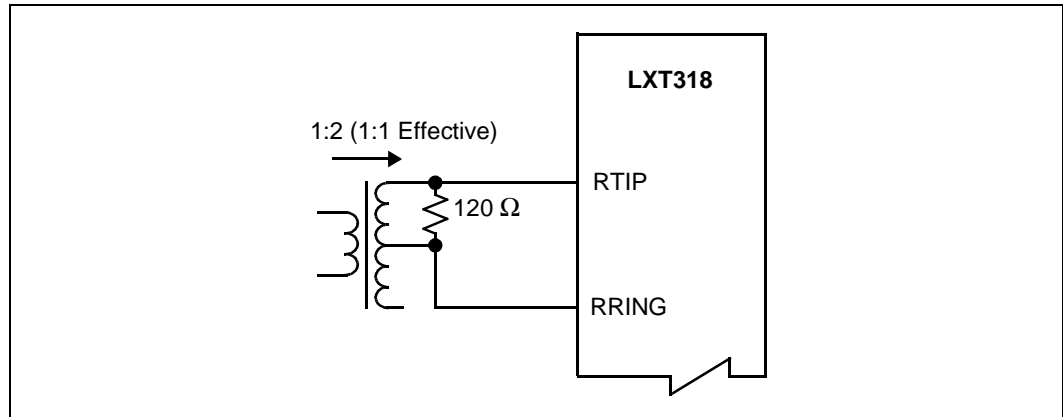 LXT318
1:2 (1:1 Effective)
RTIP
120 Ω
RRING